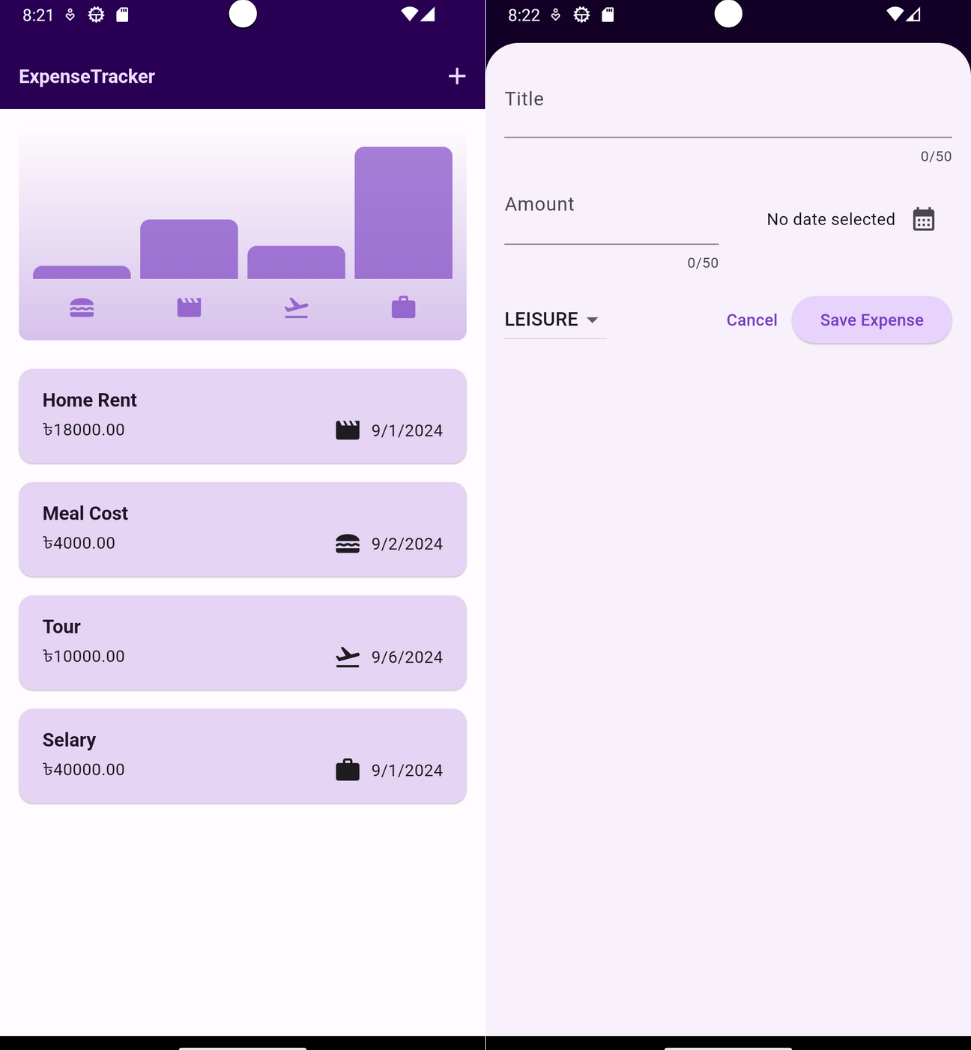 8:21
ExpenseTracker
Home Rent
৳18000.00
9/1/2024
Meal Cost
৳4000.00
9/2/2024
Tour
৳10000.00
9/6/2024
Selary
৳40000.00
9/1/2024
8:22
Title
0/50
Amount
No date selected
0/50
LEISURE
Cancel
Save Expense